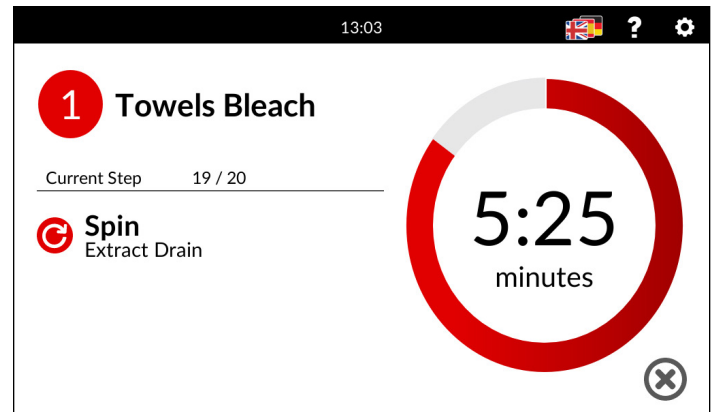 13:03
?
1 Towels Bleach
Current Step 19 / 20
Spin
Extract Drain
5:25
minutes